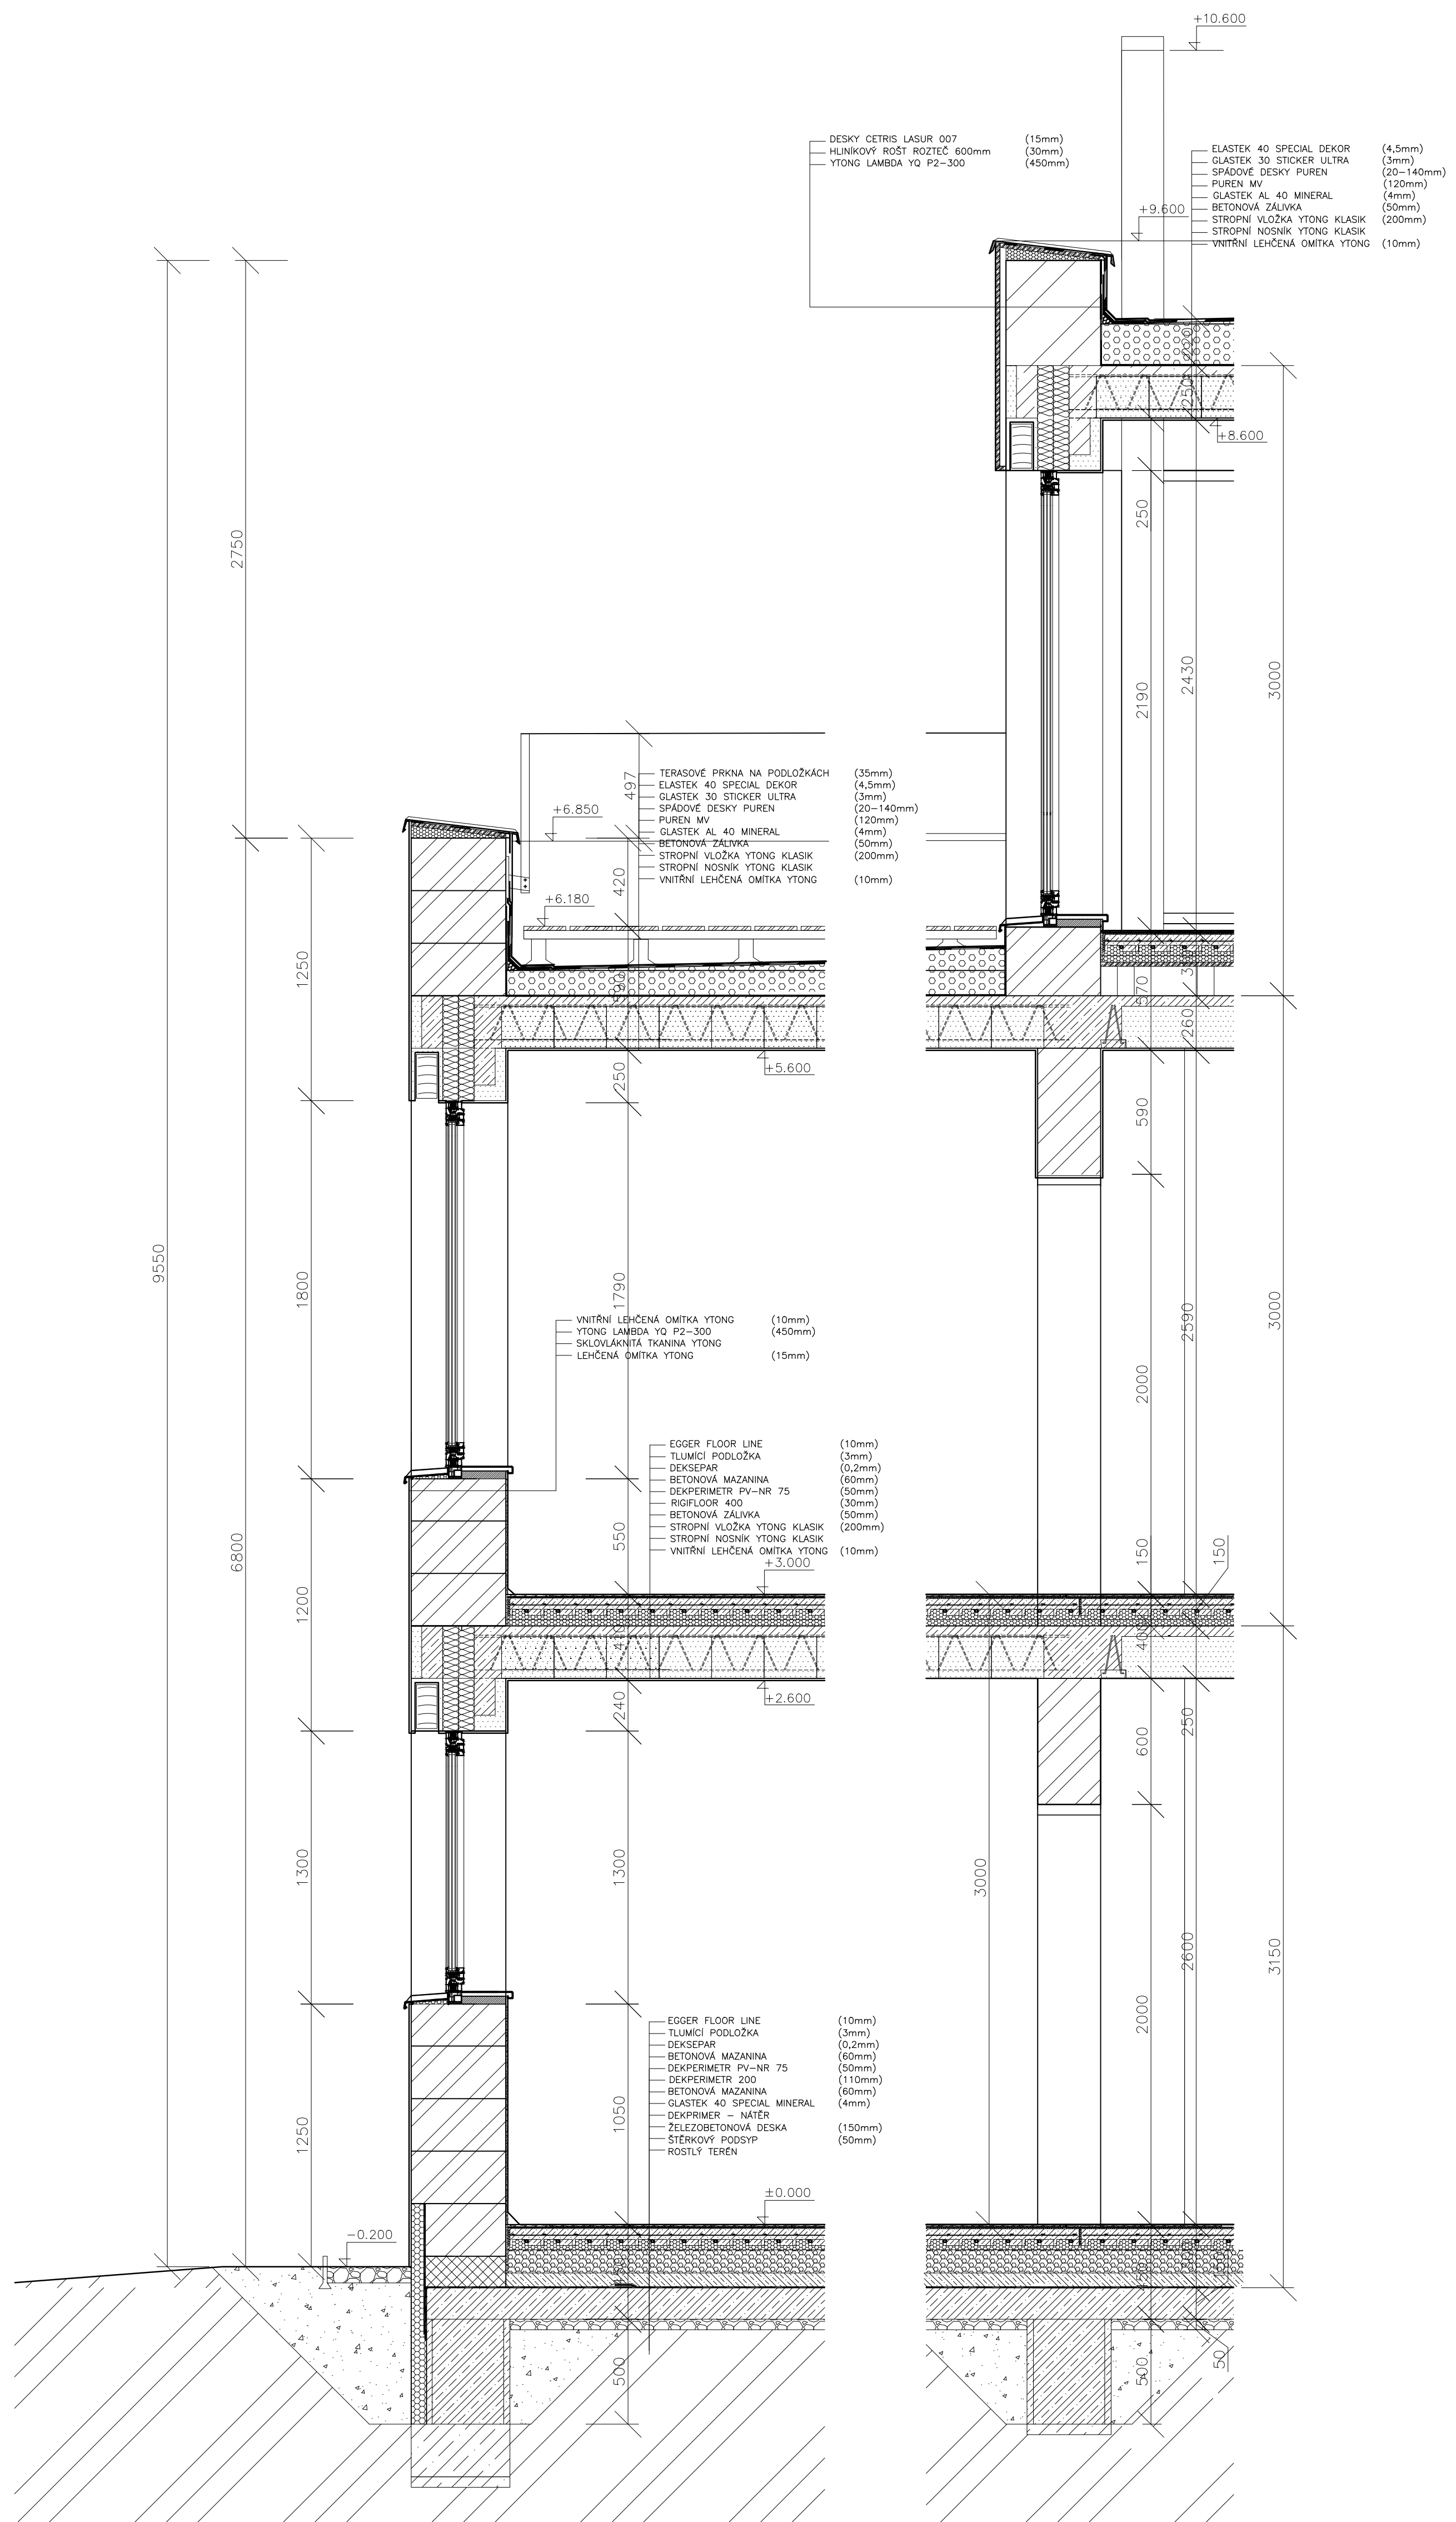 +10.600
DESKY CETRIS LASUR 007 (15mm)
HLINÍKOVÝ ROŠT ROZTEČ 600mm (30mm)
YTONG LAMBDA YQ P2-300 (450mm)
ELASTEK 40 SPECIAL DEKOR (4,5mm)
GLASTEK 30 STICKER ULTRA (3mm)
SPÁDOVÉ DESKY PUREN (20-140mm)
PUREN MV (120mm)
GLASTEK AL 40 MINERAL (4mm)
BETONOVÁ ZÁLIVKA (50mm)
STROPNÍ VLOŽKA YTONG KLASIK (200mm)
STROPNÍ NOSNÍK YTONG KLASIK
VNITŘNÍ LEHČENÁ OMÍTKA YTONG (10mm)
+9.600
250
+8.600
250
2750
2190
2430
3000
497
TERASOVÉ PRKNA NA PODLOŽKÁCH (35mm)
ELASTEK 40 SPECIAL DEKOR (4,5mm)
GLASTEK 30 STICKER ULTRA (3mm)
SPÁDOVÉ DESKY PUREN (20-140mm)
PUREN MV (120mm)
GLASTEK AL 40 MINERAL (4mm)
BETONOVÁ ZÁLIVKA (50mm)
STROPNÍ VLOŽKA YTONG KLASIK (200mm)
STROPNÍ NOSNÍK YTONG KLASIK
VNITŘNÍ LEHČENÁ OMÍTKA YTONG (10mm)
+6.850
420
+6.180
1250
570
260
+5.600
250
590
9550
1800
1790
2590
3000
VNITŘNÍ LEHČENÁ OMÍTKA YTONG (10mm)
YTONG LAMBDA YQ P2-300 (450mm)
SKLOVLÁKNITÁ TKANINA YTONG
LEHČENÁ OMÍTKA YTONG (15mm)
2000
EGGER FLOOR LINE (10mm)
TLUMÍCÍ PODLOŽKA (3mm)
DEKSEPAR (0,2mm)
BETONOVÁ MAZANINA (60mm)
DEKPERIMETR PV-NR 75 (50mm)
RIGIFLOOR 400 (30mm)
BETONOVÁ ZÁLIVKA (50mm)
STROPNÍ VLOŽKA YTONG KLASIK (200mm)
STROPNÍ NOSNÍK YTONG KLASIK
VNITŘNÍ LEHČENÁ OMÍTKA YTONG (10mm)
6800
550
150
150
+3.000
1200
400
+2.600
240
600
250
1300
1300
3000
2600
3150
2000
EGGER FLOOR LINE (10mm)
TLUMÍCÍ PODLOŽKA (3mm)
DEKSEPAR (0,2mm)
BETONOVÁ MAZANINA (60mm)
DEKPERIMETR PV-NR 75 (50mm)
DEKPERIMETR 200 (110mm)
BETONOVÁ MAZANINA (60mm)
GLASTEK 40 SPECIAL MINERAL (4mm)
DEKPRIMER - NÁTĚR
ŽELEZOBETONOVÁ DESKA (150mm)
ŠTĚRKOVÝ PODSYP (50mm)
ROSTLÝ TERÉN
1050
1250
±0.000
-0.200
450
450
500
500
50